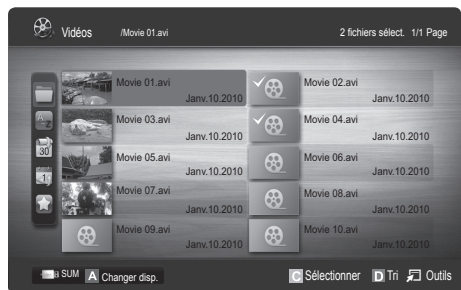 Vidéos /Movie 01.avi 2 fichiers sélect. 1/1 Page
Movie 01.avi Movie 02.avi
Janv.10.2010 Janv.10.2010
Movie 03.avi Movie 04.avi
Janv.10.2010 Janv.10.2010
Movie 05.avi Movie 06.avi
Janv.10.2010 Janv.10.2010
Movie 07.avi Movie 08.avi
Janv.10.2010 Janv.10.2010
Movie 09.avi Movie 10.avi
Janv.10.2010 Janv.10.2010
30
1
SUM A Changer disp. C Sélectionner D Tri Outils